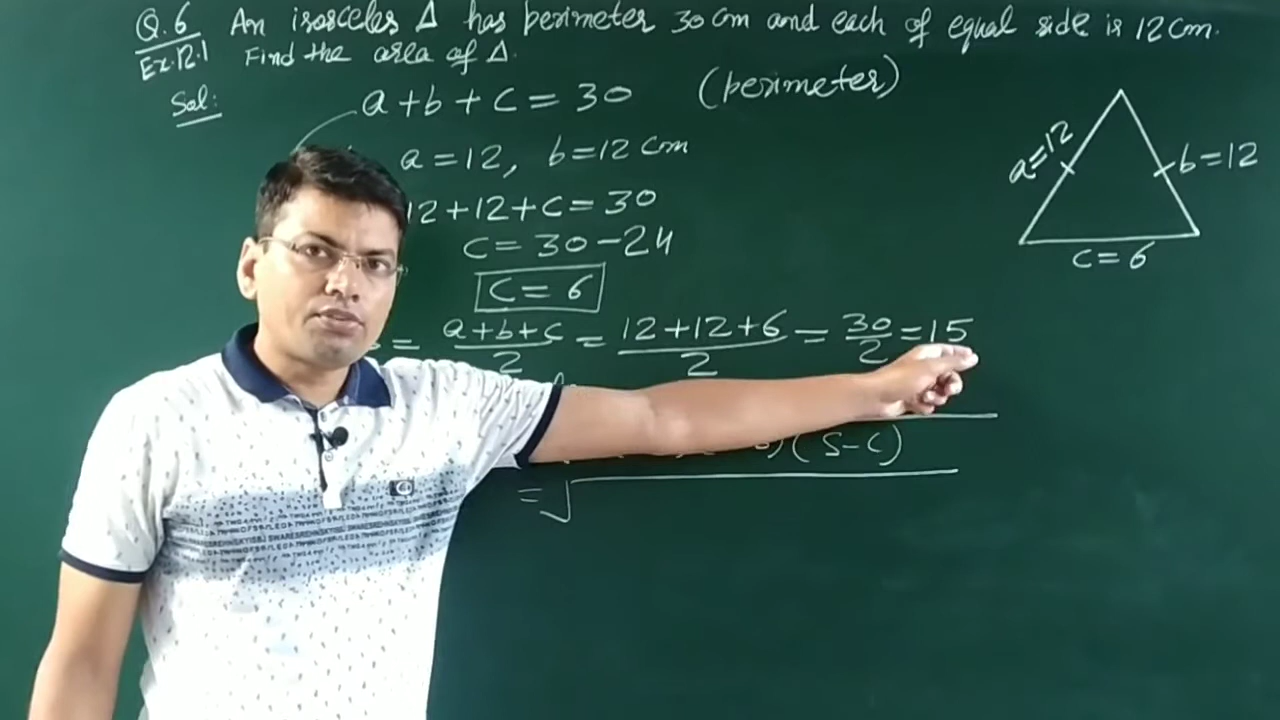 Q.6 An isosceles Δ has perimeter 30 cm and each of equal side is 12 cm.
Ex.12.1 Find the area of Δ.
Sol:
a + b + c = 30 (perimeter)
a = 12, b = 12 cm
12 + 12 + c = 30
c = 30 - 24
c = 6
= a+b+c/2 = 12+12+6/2 = 30/2 = 15
(s-c)
= √
a=12
b=12
c=6